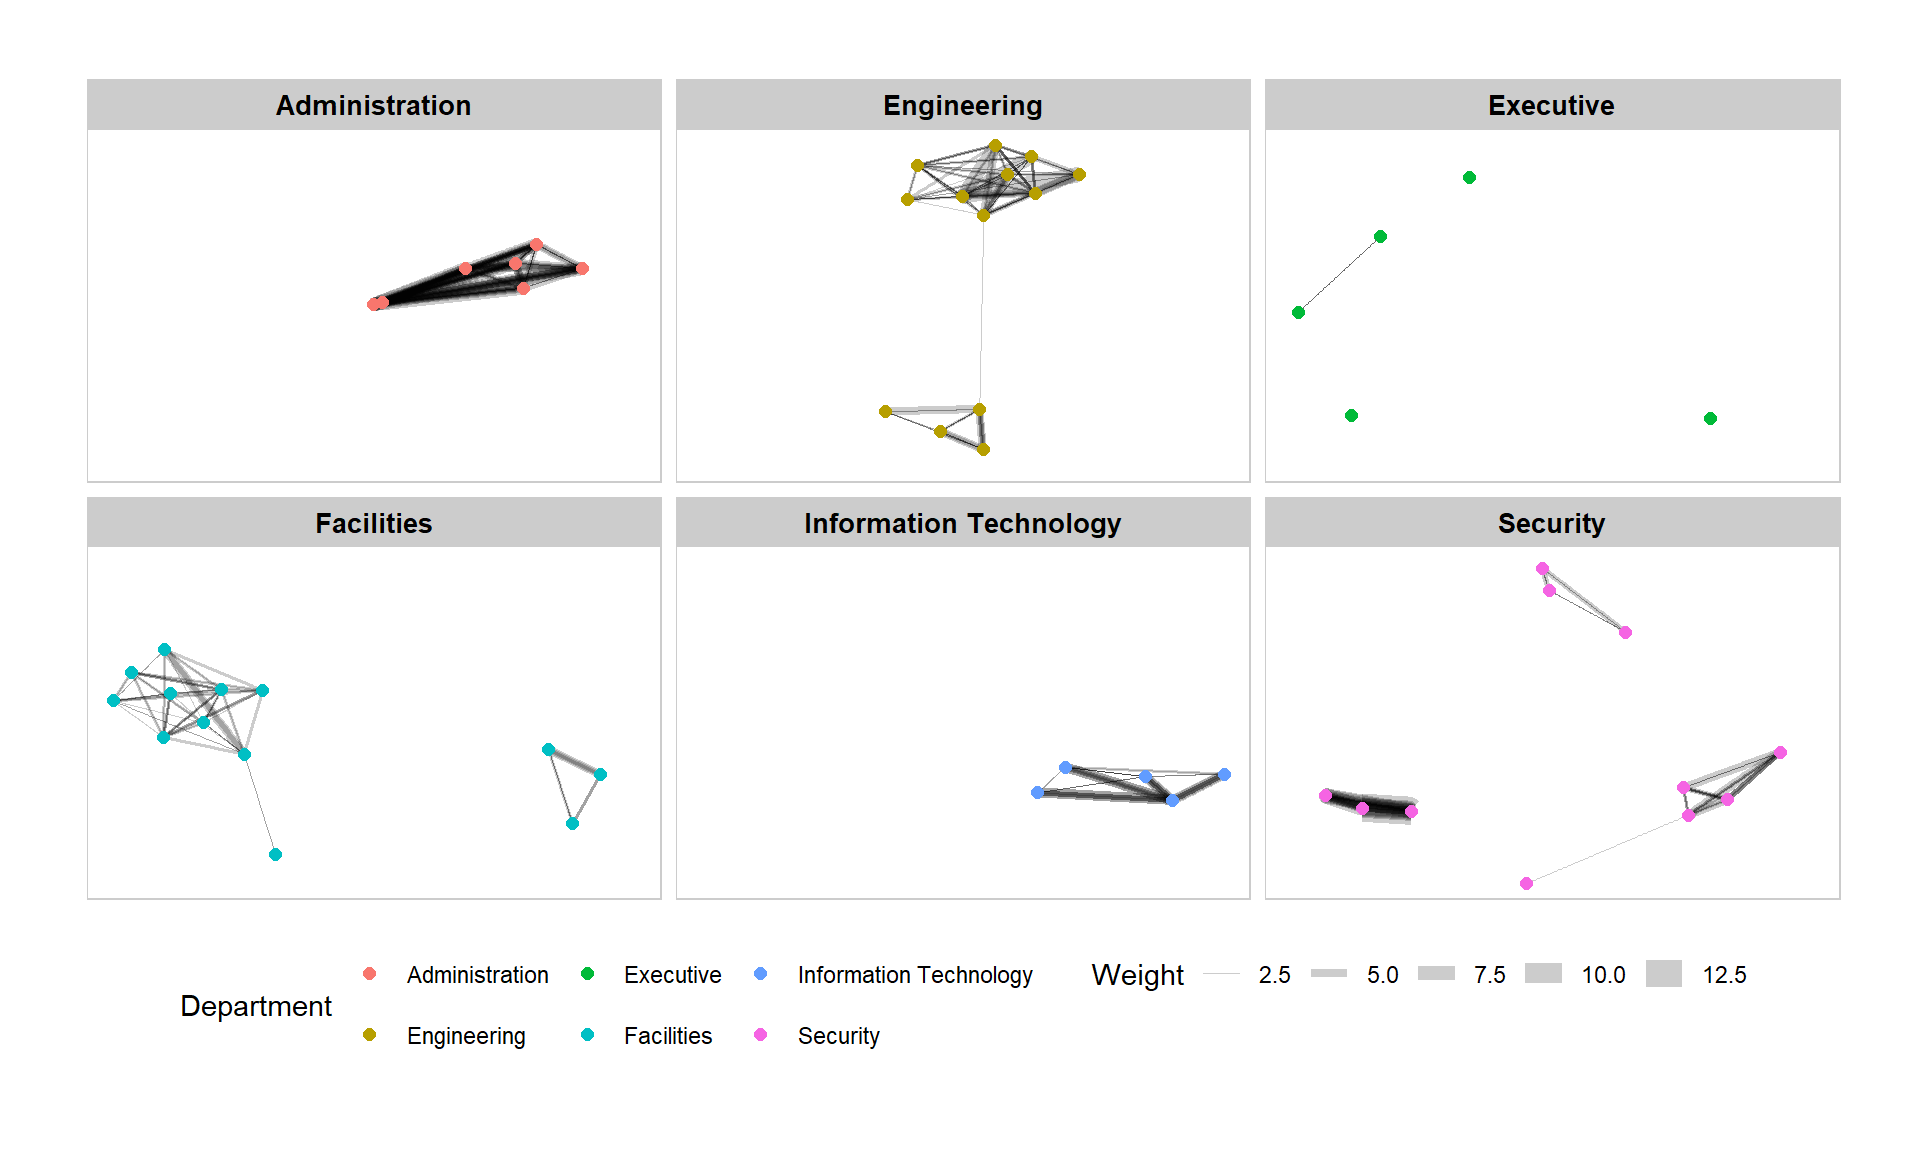 Administration
Engineering
Executive
Facilities
Information Technology
Security
Department
Administration
Executive
Information Technology
Engineering
Facilities
Security
Weight
2.5
5.0
7.5
10.0
12.5